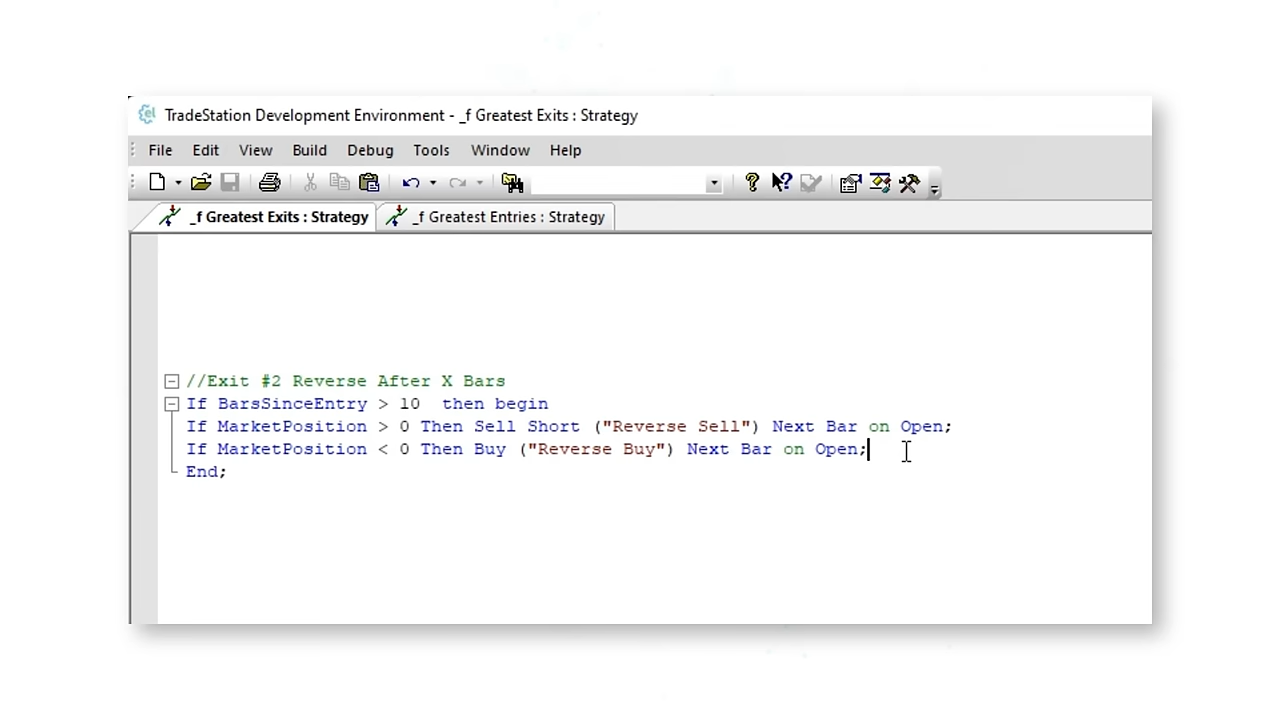 TradeStation Development Environment - _f Greatest Exits : Strategy
File Edit View Build Debug Tools Window Help
_f Greatest Exits : Strategy _f Greatest Entries : Strategy
//Exit #2 Reverse After X Bars
If BarsSinceEntry > 10  then begin
If MarketPosition > 0 Then Sell Short ("Reverse Sell") Next Bar on Open;
If MarketPosition < 0 Then Buy ("Reverse Buy") Next Bar on Open;
End;